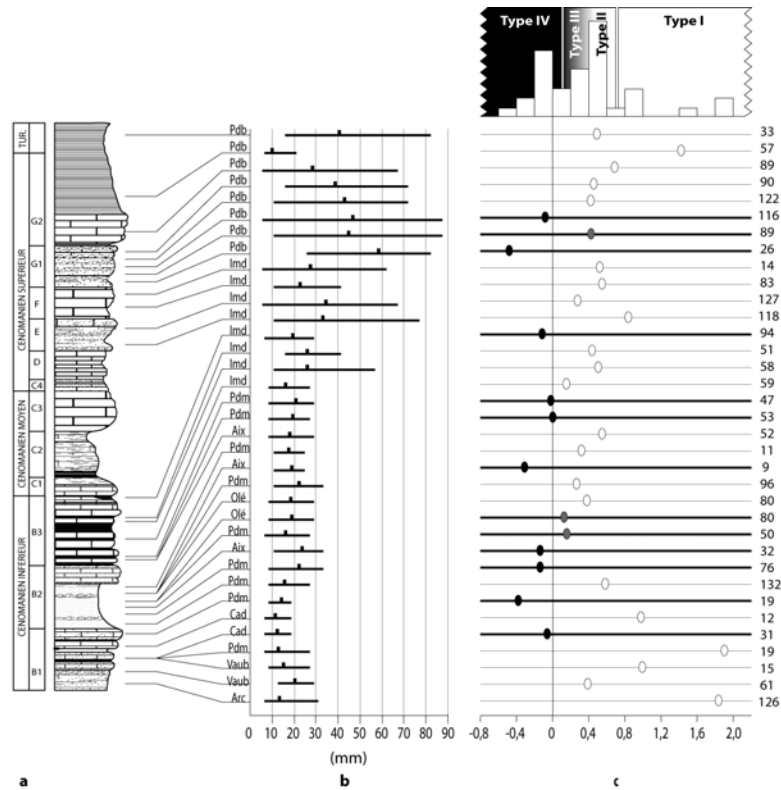 Type IV
Type III
Type II
Type I
TUR.
CENOMANIEN SUPERIEUR
CENOMANIEN MOYEN
CENOMANIEN INFERIEUR
G2
G1
F
E
D
C4
C3
C2
C1
B3
B2
B1
Pdb
Pdb
Pdb
Pdb
Pdb
Pdb
Pdb
Pdb
Imd
Imd
Imd
Imd
Imd
Imd
Imd
Imd
Pdm
Pdm
Aix
Pdm
Aix
Pdm
Olé
Olé
Pdm
Aix
Pdm
Pdm
Pdm
Cad
Cad
Pdm
Vaub
Vaub
Arc
33
57
89
90
122
116
89
26
14
83
127
118
94
51
58
59
47
53
52
11
9
96
80
80
50
32
76
132
19
12
31
19
15
61
126
0 10 20 30 40 50 60 70 80 90
(mm)
-0,8 -0,4 0 0,4 0,8 1,2 1,6 2,0
a b c